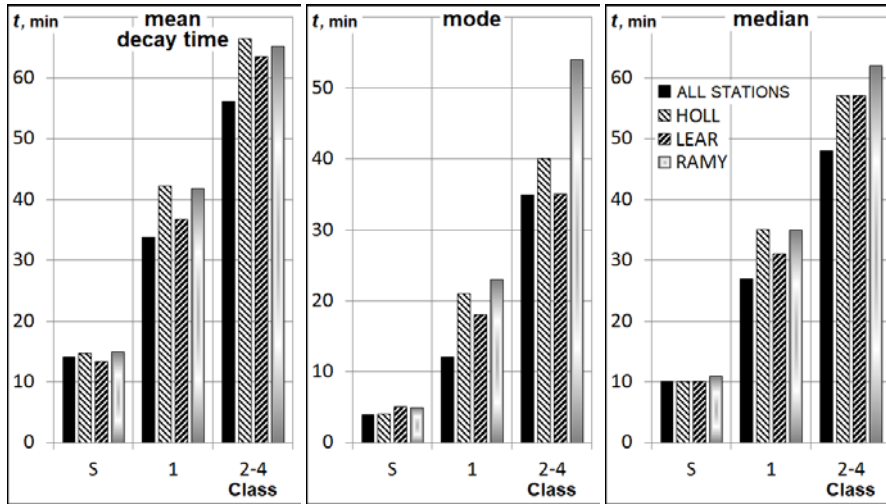 t, min
mean
decay time
60
50
40
30
20
10
0
S
1
2-4
Class
t, min
mode
50
40
30
20
10
0
S
1
2-4
Class
t, min
median
60
50
40
30
20
10
0
ALL STATIONS
HOLL
LEAR
RAMY
S
1
2-4
Class